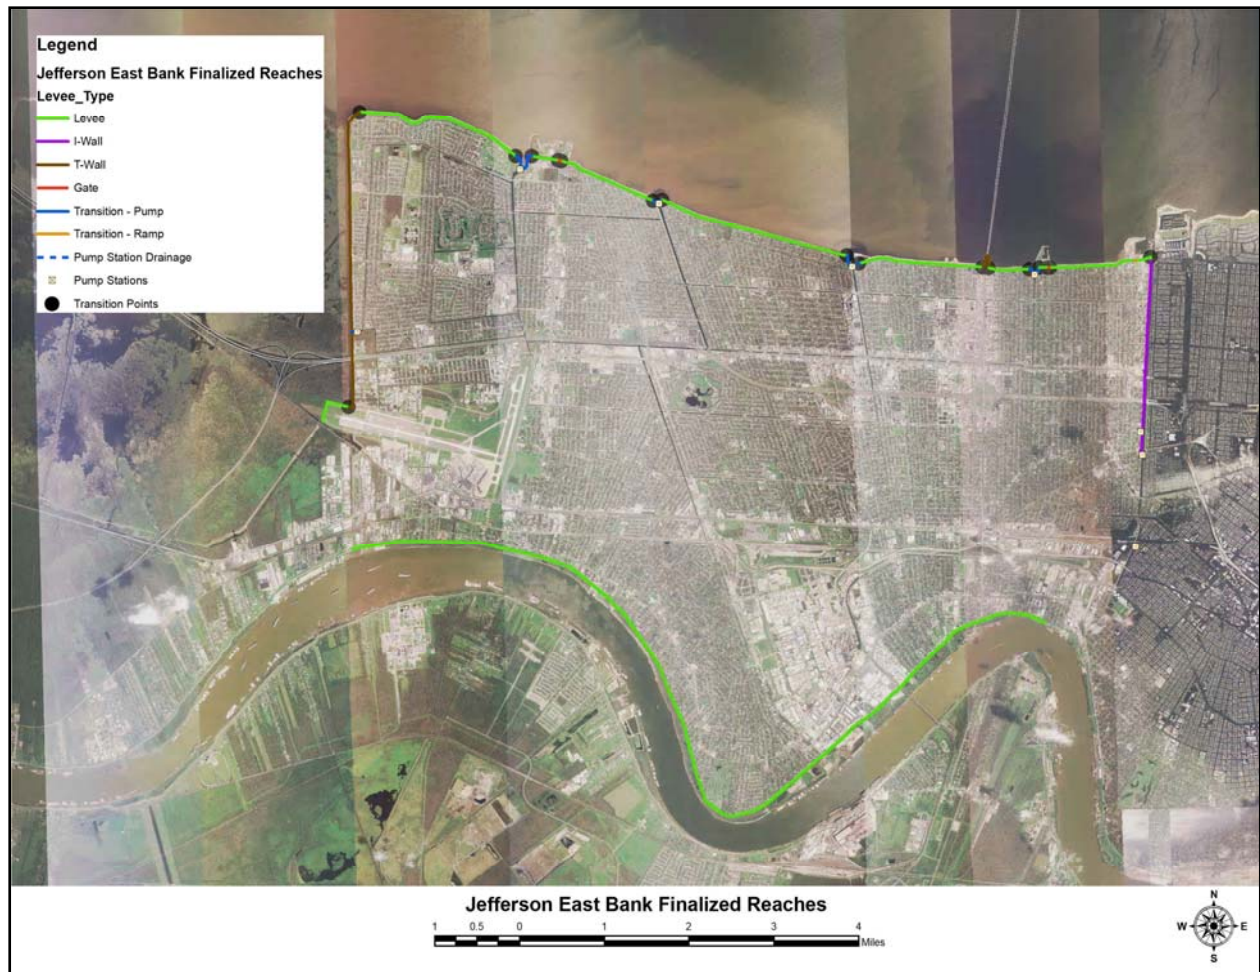 Legend
Jefferson East Bank Finalized Reaches
Levee_Type
Levee
I-Wall
T-Wall
Gate
Transition - Pump
Transition - Ramp
Pump Station Drainage
Pump Stations
Transition Points
Jefferson East Bank Finalized Reaches
1 0.5 0 1 2 3 4
Miles
N
W E
S